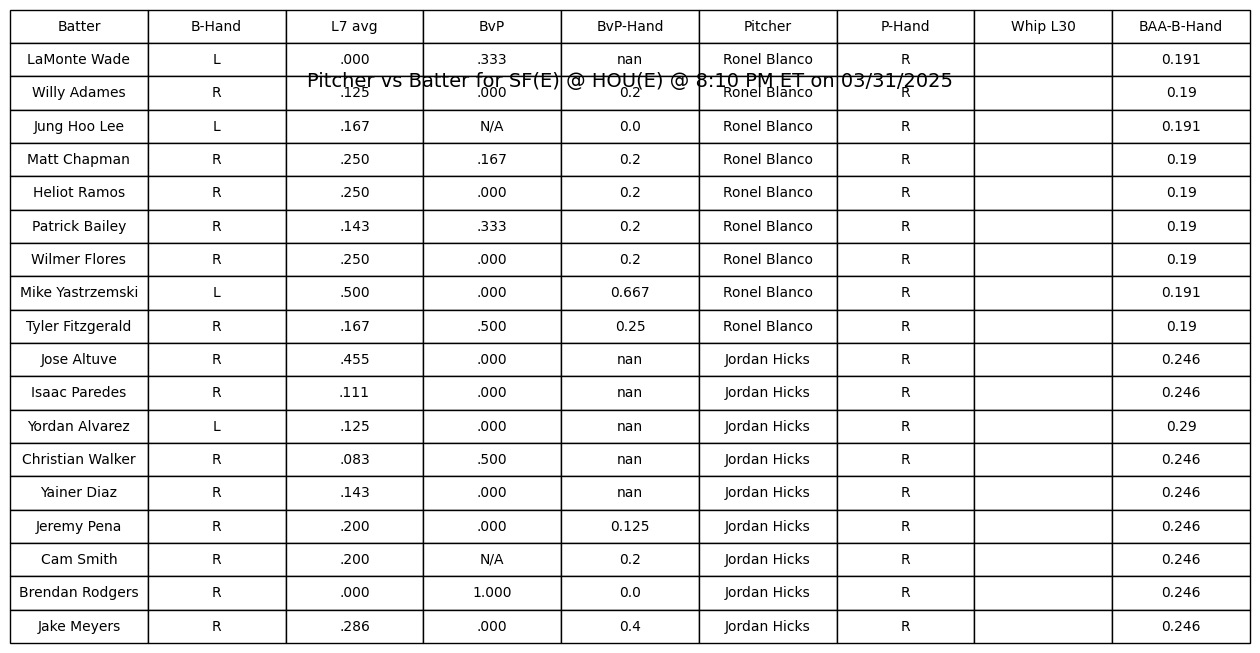 Batter B-Hand L7 avg BvP BvP-Hand Pitcher P-Hand Whip L30 BAA-B-Hand
LaMonte Wade L .000 .333 nan Ronel Blanco R 0.191
Pitcher vs Batter for SF(E) @ HOU(E) @ 8:10 PM ET on 03/31/2025
Willy Adames R .125 .000 0.2 Ronel Blanco R 0.19
Jung Hoo Lee L .167 N/A 0.0 Ronel Blanco R 0.191
Matt Chapman R .250 .167 0.2 Ronel Blanco R 0.19
Heliot Ramos R .250 .000 0.2 Ronel Blanco R 0.19
Patrick Bailey R .143 .333 0.2 Ronel Blanco R 0.19
Wilmer Flores R .250 .000 0.2 Ronel Blanco R 0.19
Mike Yastrzemski L .500 .000 0.667 Ronel Blanco R 0.191
Tyler Fitzgerald R .167 .500 0.25 Ronel Blanco R 0.19
Jose Altuve R .455 .000 nan Jordan Hicks R 0.246
Isaac Paredes R .111 .000 nan Jordan Hicks R 0.246
Yordan Alvarez L .125 .000 nan Jordan Hicks R 0.29
Christian Walker R .083 .500 nan Jordan Hicks R 0.246
Yainer Diaz R .143 .000 nan Jordan Hicks R 0.246
Jeremy Pena R .200 .000 0.125 Jordan Hicks R 0.246
Cam Smith R .200 N/A 0.2 Jordan Hicks R 0.246
Brendan Rodgers R .000 1.000 0.0 Jordan Hicks R 0.246
Jake Meyers R .286 .000 0.4 Jordan Hicks R 0.246